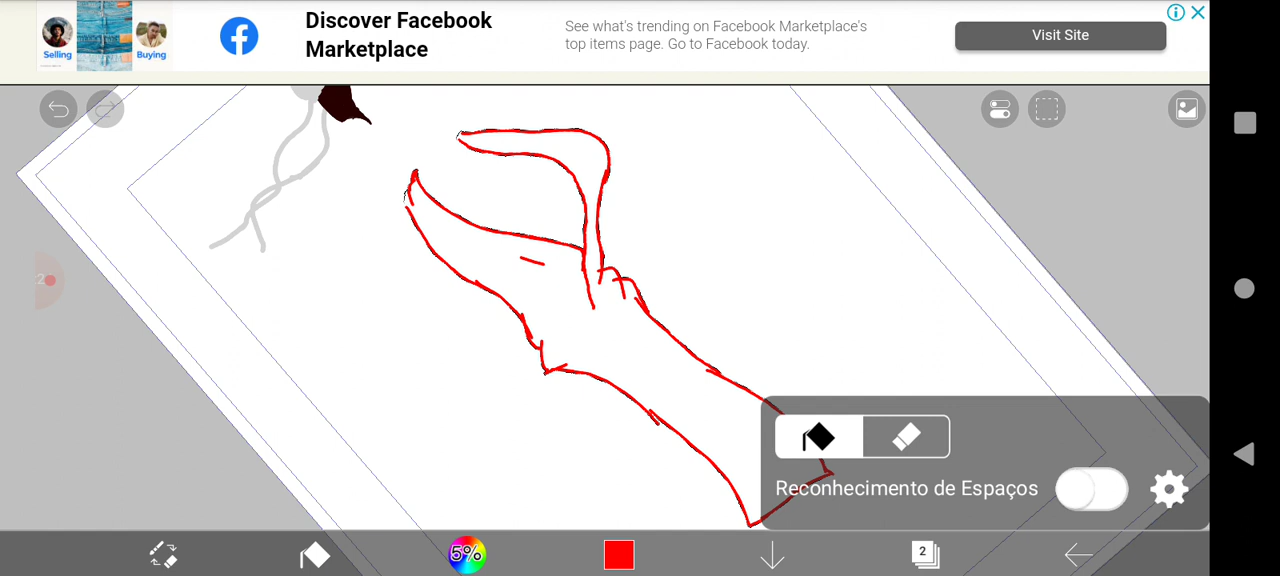 Discover Facebook
Marketplace
See what's trending on Facebook Marketplace's
top items page. Go to Facebook today.
Visit Site
Selling
Buying
2
Reconhecimento de Espaços
5%
2